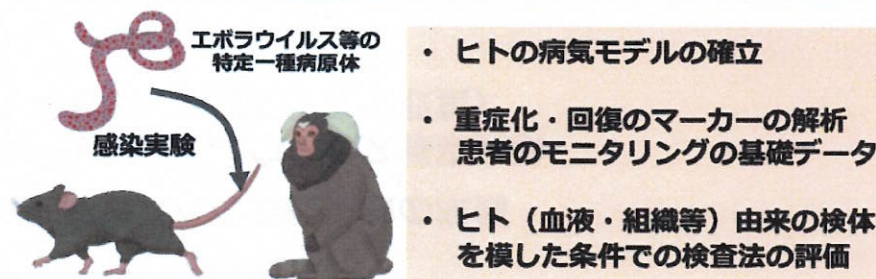 エボラウイルス等の
特定一種病原体
感染実験
・ ヒトの病気モデルの確立
・ 重症化・回復のマーカーの解析
患者のモニタリングの基礎データ
・ ヒト（血液・組織等）由来の検体
を模した条件での検査法の評価